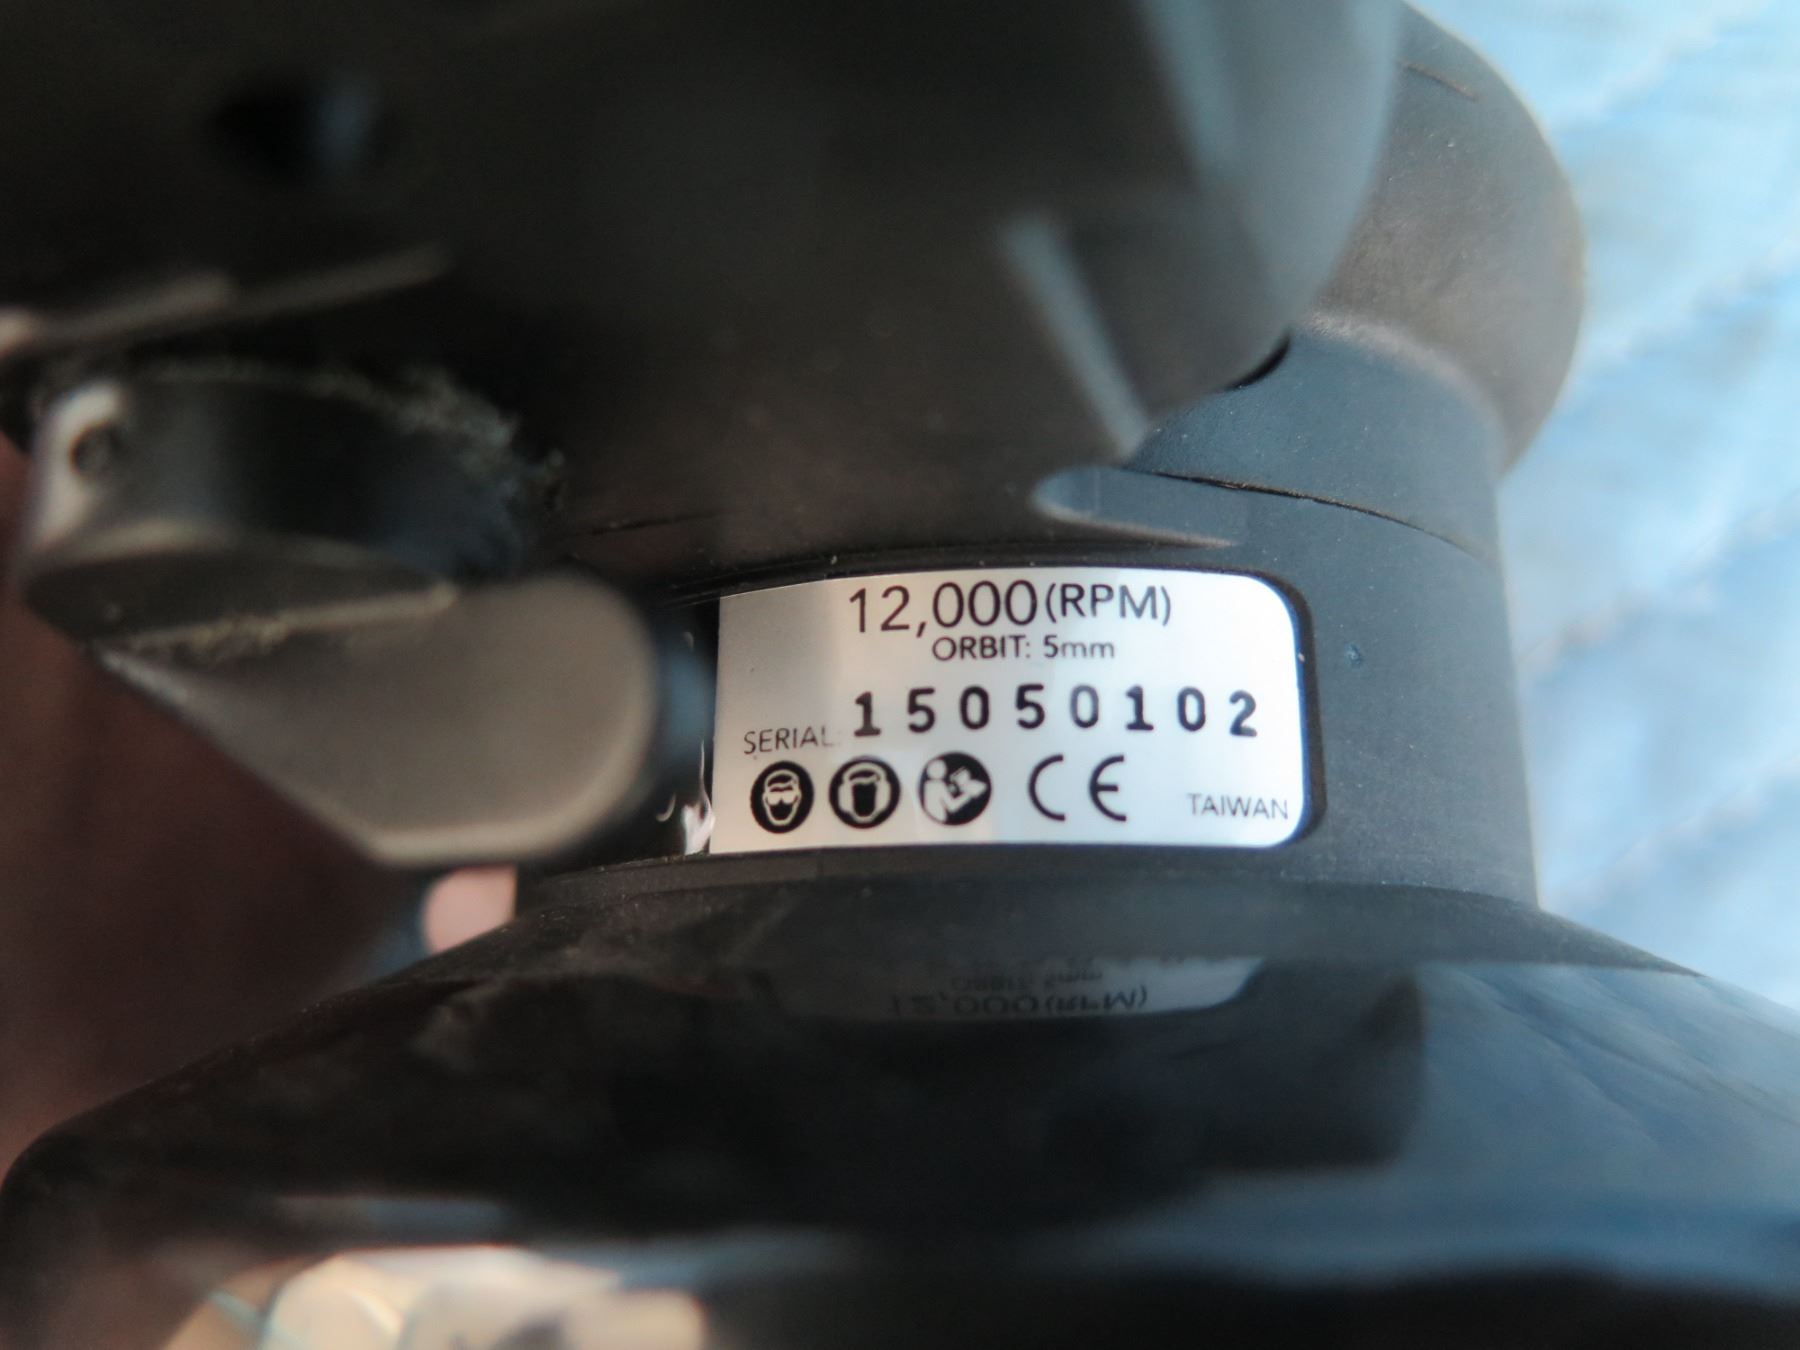 12,000(RPM)
ORBIT: 5mm
SERIAL: 15050102
CE TAIWAN